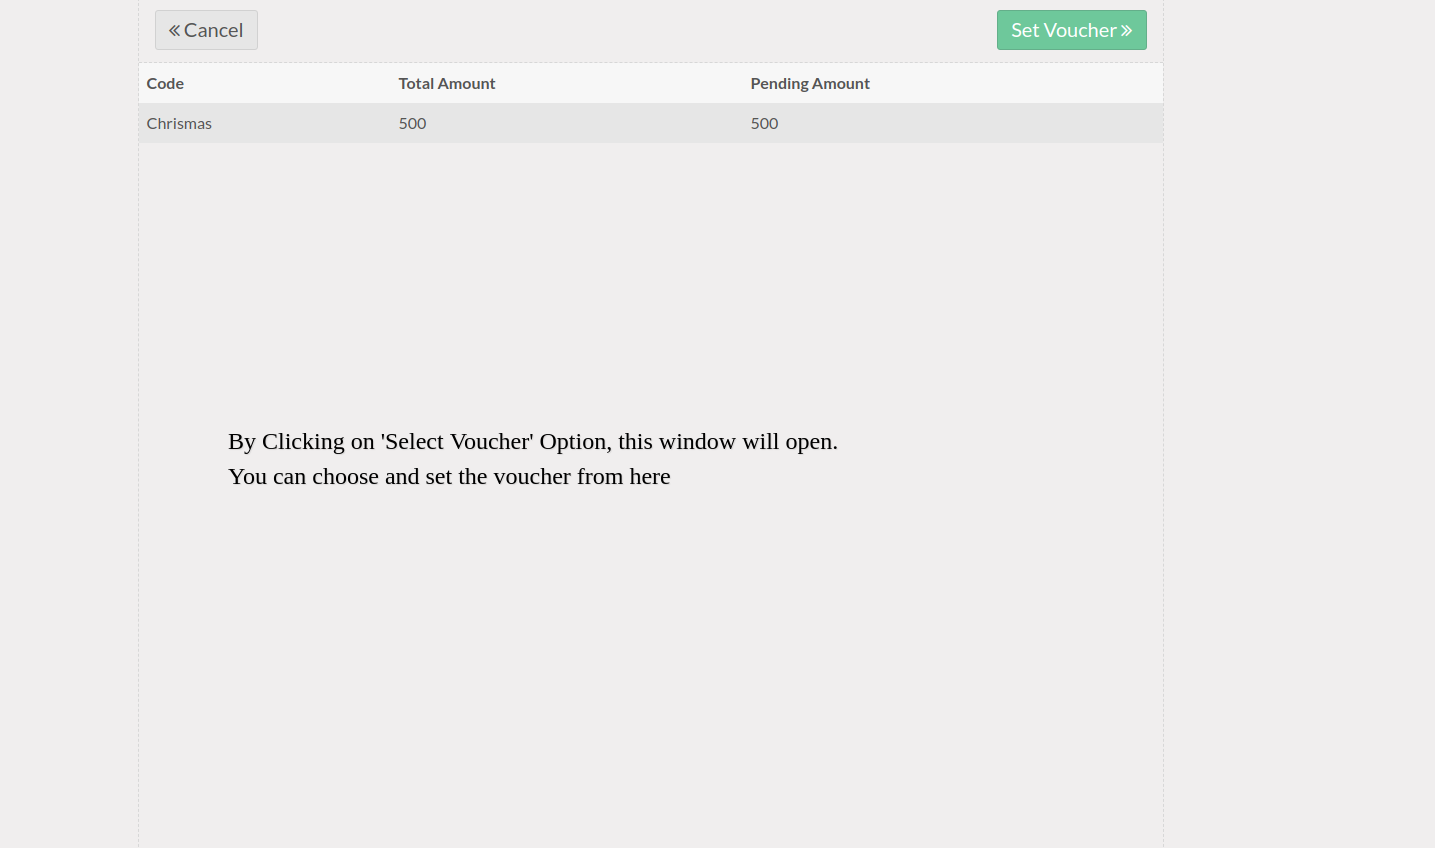 Cancel
Set Voucher
Code Total Amount Pending Amount
Chrismas 500 500
By Clicking on 'Select Voucher' Option, this window will open.
You can choose and set the voucher from here